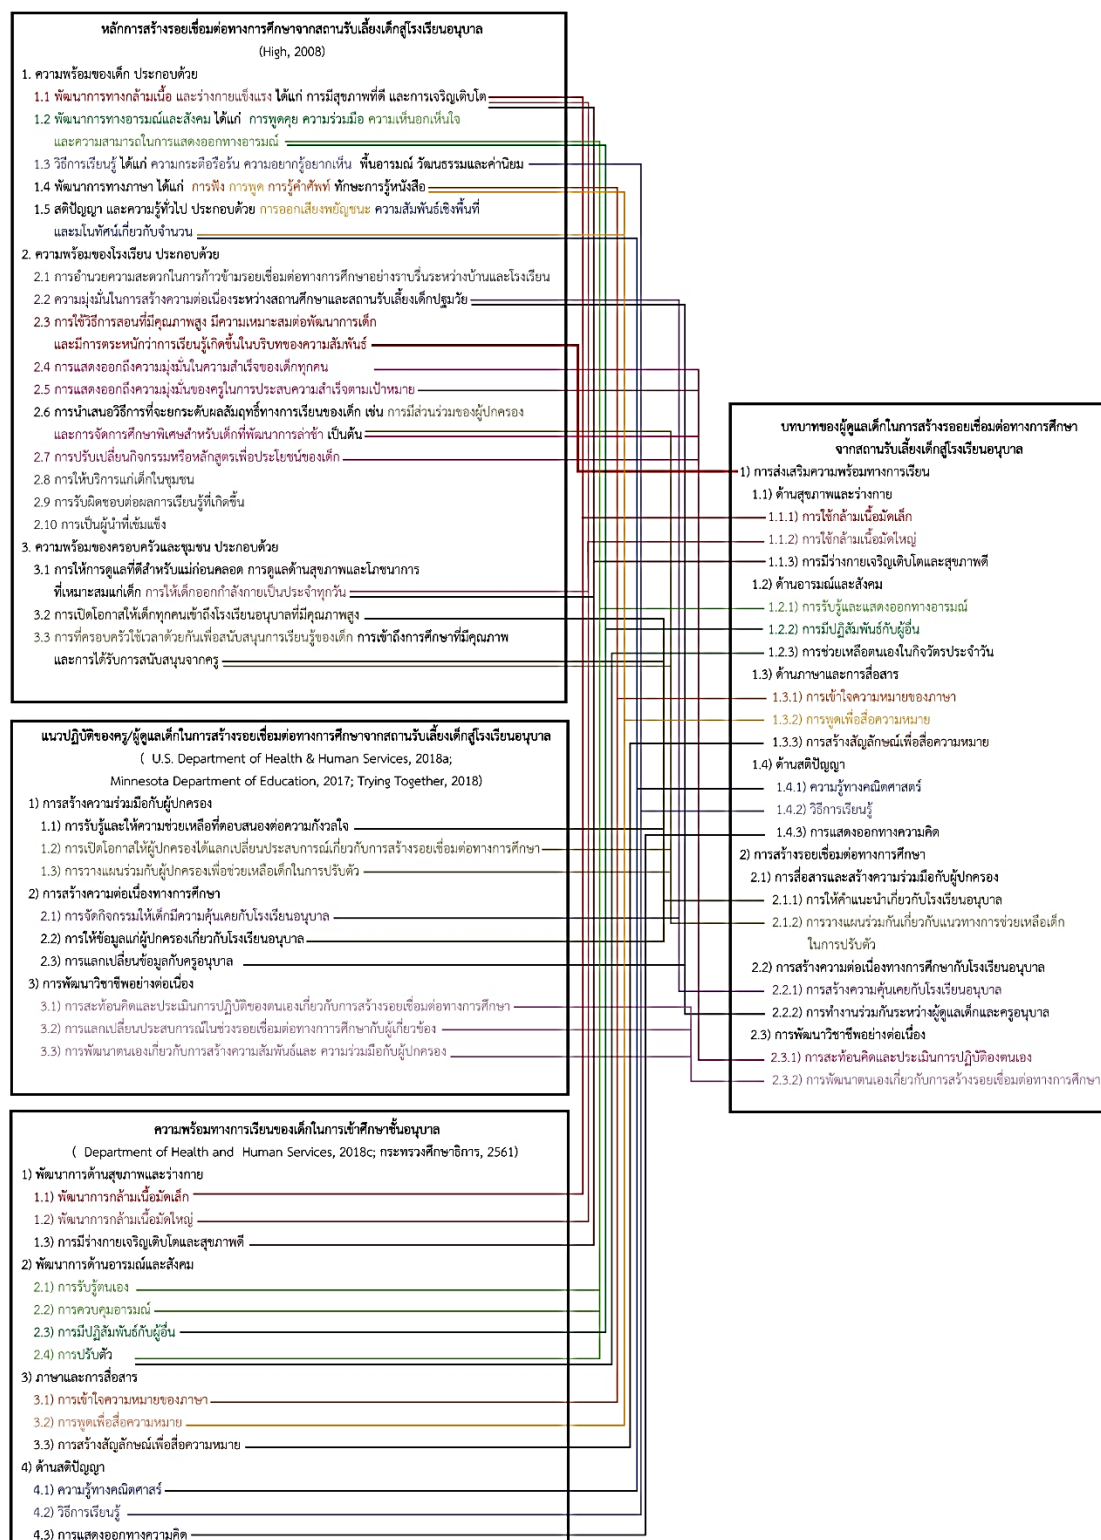 หลักการสร้างรอยเชื่อมต่อทางการศึกษาจากสถานรับเลี้ยงเด็กสู่โรงเรียนอนุบาล
(High, 2008)
1. ความพร้อมของเด็ก ประกอบด้วย
1.1 พัฒนาการทางกล้ามเนื้อ และร่างกายแข็งแรง ได้แก่ การมีสุขภาพที่ดี และการเจริญเติบโต
1.2 พัฒนาการทางอารมณ์และสังคม ได้แก่ การพูดคุย ความร่วมมือ ความเห็นอกเห็นใจ
และความสามารถในการแสดงออกทางอารมณ์
1.3 วิธีการเรียนรู้ ได้แก่ ความกระตือรือร้น ความอยากรู้อยากเห็น พื้นอารมณ์ วัฒนธรรมและค่านิยม
1.4 พัฒนาการทางภาษา ได้แก่ การฟัง การพูด การรู้คำศัพท์ ทักษะการรู้หนังสือ
1.5 สติปัญญา และความรู้ทั่วไป ประกอบด้วย การออกเสียงพยัญชนะ ความสัมพันธ์เชิงพื้นที่
และมโนทัศน์เกี่ยวกับจำนวน
2. ความพร้อมของโรงเรียน ประกอบด้วย
2.1 การอำนวยความสะดวกในการก้าวข้ามรอยเชื่อมต่อทางการศึกษาอย่างราบรื่นระหว่างบ้านและโรงเรียน
2.2 ความมุ่งมั่นในการสร้างความต่อเนื่องระหว่างสถานศึกษาและสถานรับเลี้ยงเด็กปฐมวัย
2.3 การใช้วิธีการสอนที่มีคุณภาพสูง มีความเหมาะสมต่อพัฒนาการเด็ก
และมีการตระหนักว่าการเรียนรู้เกิดขึ้นในบริบทของความสัมพันธ์
2.4 การแสดงออกถึงความมุ่งมั่นในความสำเร็จของเด็กทุกคน
2.5 การแสดงออกถึงความมุ่งมั่นของครูในการประสบความสำเร็จตามเป้าหมาย
2.6 การนำเสนอวิธีการที่จะยกระดับผลสัมฤทธิ์ทางการเรียนของเด็ก เช่น การมีส่วนร่วมของผู้ปกครอง
และการจัดการศึกษาพิเศษสำหรับเด็กที่พัฒนาการล่าช้า เป็นต้น
2.7 การปรับเปลี่ยนกิจกรรมหรือหลักสูตรเพื่อประโยชน์ของเด็ก
2.8 การให้บริการแก่เด็กในชุมชน
2.9 การรับผิดชอบต่อผลการเรียนรู้ที่เกิดขึ้น
2.10 การเป็นผู้นำที่เข้มแข็ง
3. ความพร้อมของครอบครัวและชุมชน ประกอบด้วย
3.1 การให้การดูแลที่ดีสำหรับแม่ก่อนคลอด การดูแลด้านสุขภาพและโภชนาการ
ที่เหมาะสมแก่เด็ก การให้เด็กออกกำลังกายเป็นประจำทุกวัน
3.2 การเปิดโอกาสให้เด็กทุกคนเข้าถึงโรงเรียนอนุบาลที่มีคุณภาพสูง
3.3 การที่ครอบครัวใช้เวลาด้วยกันเพื่อสนับสนุนการเรียนรู้ของเด็ก การเข้าถึงการศึกษาที่มีคุณภาพ
และการได้รับการสนับสนุนจากครู
แนวปฏิบัติของครู/ผู้ดูแลเด็กในการสร้างรอยเชื่อมต่อทางการศึกษาจากสถานรับเลี้ยงเด็กสู่โรงเรียนอนุบาล
( U.S. Department of Health & Human Services, 2018a;
Minnesota Department of Education, 2017; Trying Together, 2018)
1) การสร้างความร่วมมือกับผู้ปกครอง
1.1) การรับรู้และให้ความช่วยเหลือที่ตอบสนองต่อความกังวลใจ
1.2) การเปิดโอกาสให้ผู้ปกครองได้แลกเปลี่ยนประสบการณ์เกี่ยวกับการสร้างรอยเชื่อมต่อทางการศึกษา
1.3) การวางแผนร่วมกับผู้ปกครองเพื่อช่วยเหลือเด็กในการปรับตัว
2) การสร้างความต่อเนื่องทางการศึกษา
2.1) การจัดกิจกรรมให้เด็กมีความคุ้นเคยกับโรงเรียนอนุบาล
2.2) การให้ข้อมูลแก่ผู้ปกครองเกี่ยวกับโรงเรียนอนุบาล
2.3) การแลกเปลี่ยนข้อมูลกับครูอนุบาล
3) การพัฒนาวิชาชีพอย่างต่อเนื่อง
3.1) การสะท้อนคิดและประเมินการปฏิบัติของตนเองเกี่ยวกับการสร้างรอยเชื่อมต่อทางการศึกษา
3.2) การแลกเปลี่ยนประสบการณ์ในช่วงรอยเชื่อมต่อทางกาารศึกษากับผู้เกี่ยวข้อง
3.3) การพัฒนาตนเองเกี่ยวกับการสร้างความสัมพันธ์และ ความร่วมมือกับผู้ปกครอง
ความพร้อมทางการเรียนของเด็กในการเข้าศึกษาชั้นอนุบาล
( Department of Health and Human Services, 2018c; กระทรวงศึกษาธิการ, 2561)
1) พัฒนาการด้านสุขภาพและร่างกาย
1.1) พัฒนาการกล้ามเนื้อมัดเล็ก
1.2) พัฒนาการกล้ามเนื้อมัดใหญ่
1.3) การมีร่างกายเจริญเติบโตและสุขภาพดี
2) พัฒนาการด้านอารมณ์และสังคม
2.1) การรับรู้ตนเอง
2.2) การควบคุมอารมณ์
2.3) การมีปฏิสัมพันธ์กับผู้อื่น
2.4) การปรับตัว
3) ภาษาและการสื่อสาร
3.1) การเข้าใจความหมายของภาษา
3.2) การพูดเพื่อสื่อความหมาย
3.3) การสร้างสัญลักษณ์เพื่อสื่อความหมาย
4) ด้านสติปัญญา
4.1) ความรู้ทางคณิตศาสร์
4.2) วิธีการเรียนรู้
4.3) การแสดงออกทางความคิด
บทบาทของผู้ดูแลเด็กในการสร้างรออยเชื่อมต่อทางการศึกษา
จากสถานรับเลี้ยงเด็กสู่โรงเรียนอนุบาล
1) การส่งเสริมความพร้อมทางการเรียน
1.1) ด้านสุขภาพและร่างกาย
1.1.1) การใช้กล้ามเนื้อมัดเล็ก
1.1.2) การใช้กล้ามเนื้อมัดใหญ่
1.1.3) การมีร่างกายเจริญเติบโตและสุขภาพดี
1.2) ด้านอารมณ์และสังคม
1.2.1) การรับรู้และแสดงออกทางอารมณ์
1.2.2) การมีปฏิสัมพันธ์กับผู้อื่น
1.2.3) การช่วยเหลือตนเองในกิจวัตรประจำวัน
1.3) ด้านภาษาและการสื่อสาร
1.3.1) การเข้าใจความหมายของภาษา
1.3.2) การพูดเพื่อสื่อความหมาย
1.3.3) การสร้างสัญลักษณ์เพื่อสื่อความหมาย
1.4) ด้านสติปัญญา
1.4.1) ความรู้ทางคณิตศาสตร์
1.4.2) วิธีการเรียนรู้
1.4.3) การแสดงออกทางความคิด
2) การสร้างรอยเชื่อมต่อทางการศึกษา
2.1) การสื่อสารและสร้างความร่วมมือกับผู้ปกครอง
2.1.1) การให้คำแนะนำเกี่ยวกับโรงเรียนอนุบาล
2.1.2) การวางแผนร่วมกันเกี่ยวกับแนวทางการช่วยเหลือเด็ก
ในการปรับตัว
2.2) การสร้างความต่อเนื่องทางการศึกษากับโรงเรียนอนุบาล
2.2.1) การสร้างความคุ้นเคยกับโรงเรียนอนุบาล
2.2.2) การทำงานร่วมกันระหว่างผู้ดูแลเด็กและครูอนุบาล
2.3) การพัฒนาวิชาชีพอย่างต่อเนื่อง
2.3.1) การสะท้อนคิดและประเมินการปฏิบัติองตนเอง
2.3.2) การพัฒนาตนเองเกี่ยวกับการสร้างรอยเชื่อมต่อทางการศึกษา